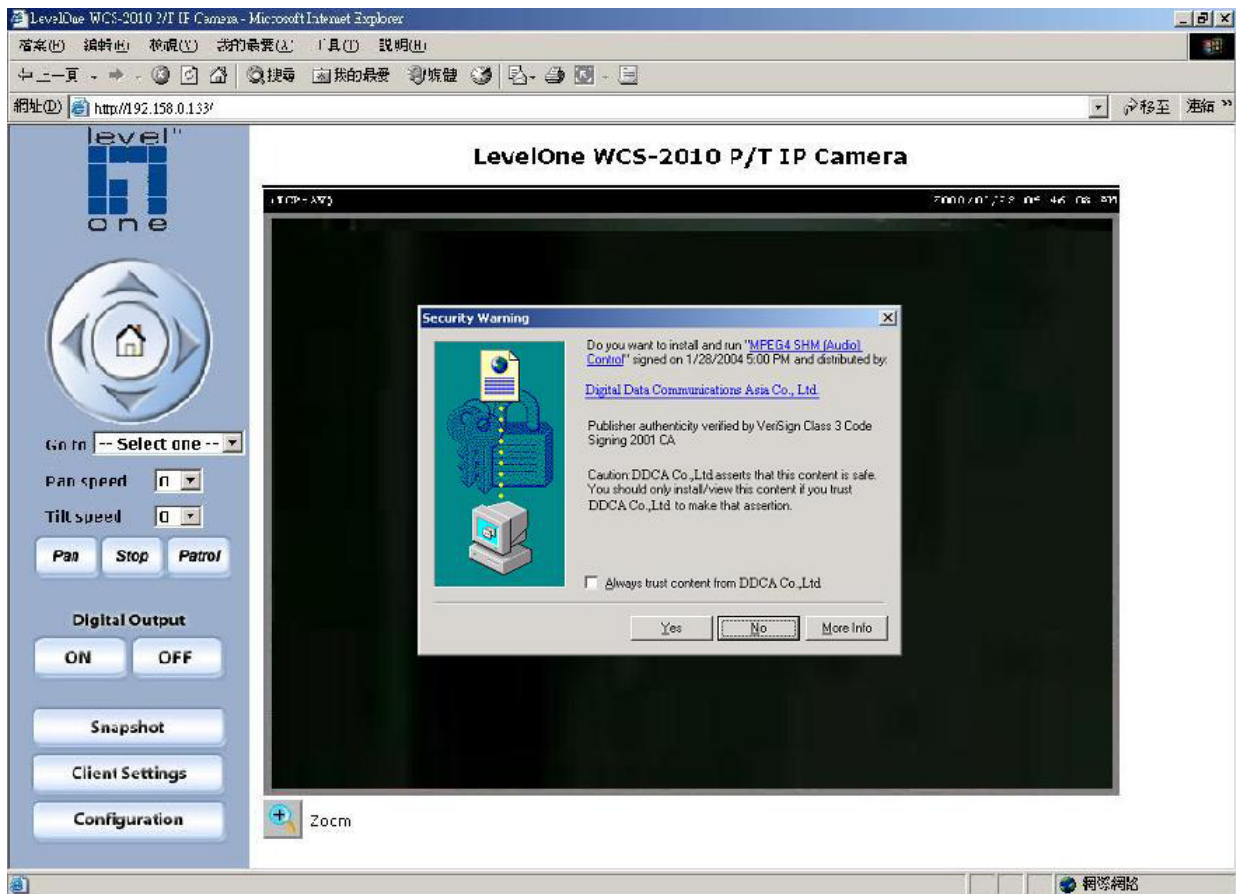 LevelOne WCS-2010 P/T IP Camera - Microsoft Internet Explorer
檔案(F) 編輯(E) 檢視(V) 我的最愛(A) 工具(T) 説明(H)
上一頁 搜尋 我的最愛 媒體
網址(D) http://192.158.0.133/ 移至 連結 »
level one
LevelOne WCS-2010 P/T IP Camera
(TCP-AV)
Security Warning
Do you want to install and run "MPEG4 SHM (Audio)
Control" signed on 1/28/2004 5:00 PM and distributed by:
Digital Data Communications Asia Co., Ltd.
Publisher authenticity verified by VeriSign Class 3 Code
Signing 2001 CA
Caution: DDCA Co.,Ltd asserts that this content is safe.
You should only install/view this content if you trust
DDCA Co.,Ltd to make that assertion.
Always trust content from DDCA Co.,Ltd
Yes No More Info
Go to -- Select one --
Pan speed 0
Tilt speed 0
Pan Stop Patrol
Digital Output
ON OFF
Snapshot
Client Settings
Configuration
Zoom
網際網路